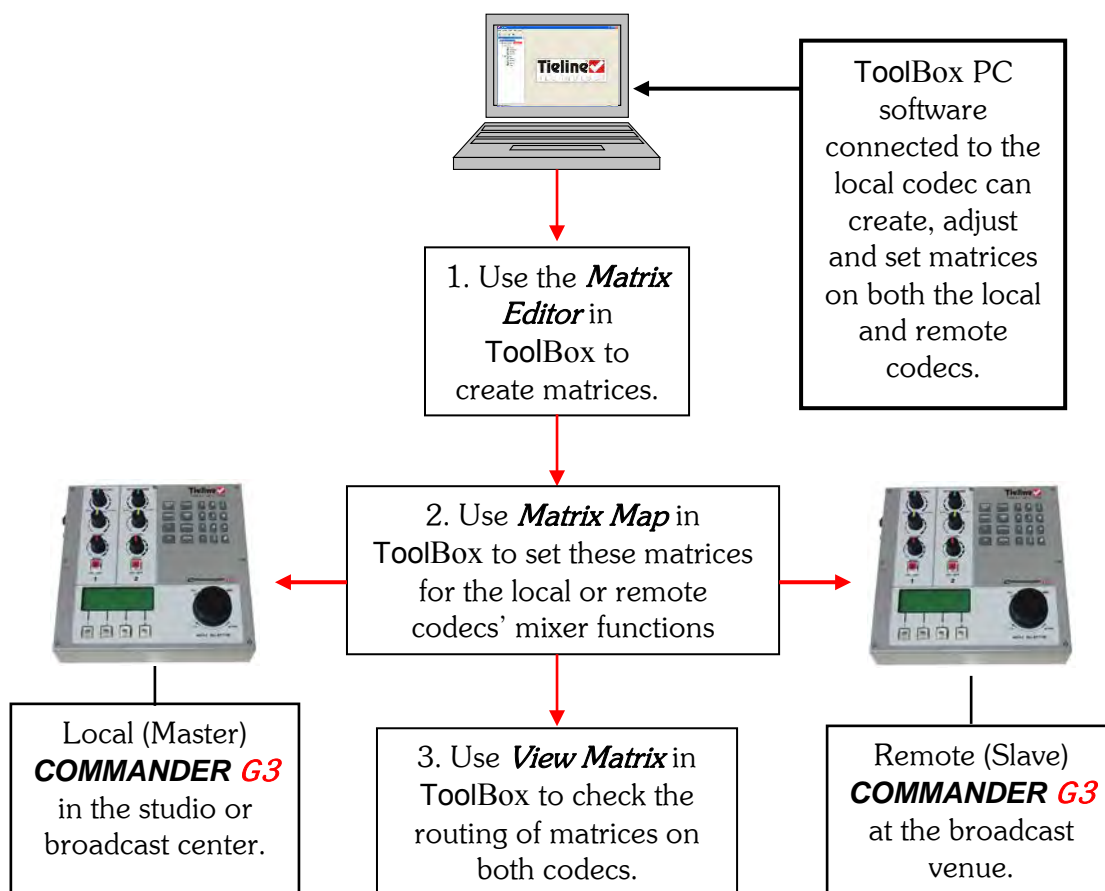 Tieline
ToolBox PC
software
connected to the
local codec can
create, adjust
and set matrices
on both the local
and remote
codecs.
1. Use the Matrix
Editor in
ToolBox to
create matrices.
Tieline
1
2
2. Use Matrix Map in
ToolBox to set these matrices
for the local or remote
codecs’ mixer functions
Tieline
1
2
Local (Master)
COMMANDER G3
in the studio or
broadcast center.
3. Use View Matrix in
ToolBox to check the
routing of matrices on
both codecs.
Remote (Slave)
COMMANDER G3
at the broadcast
venue.